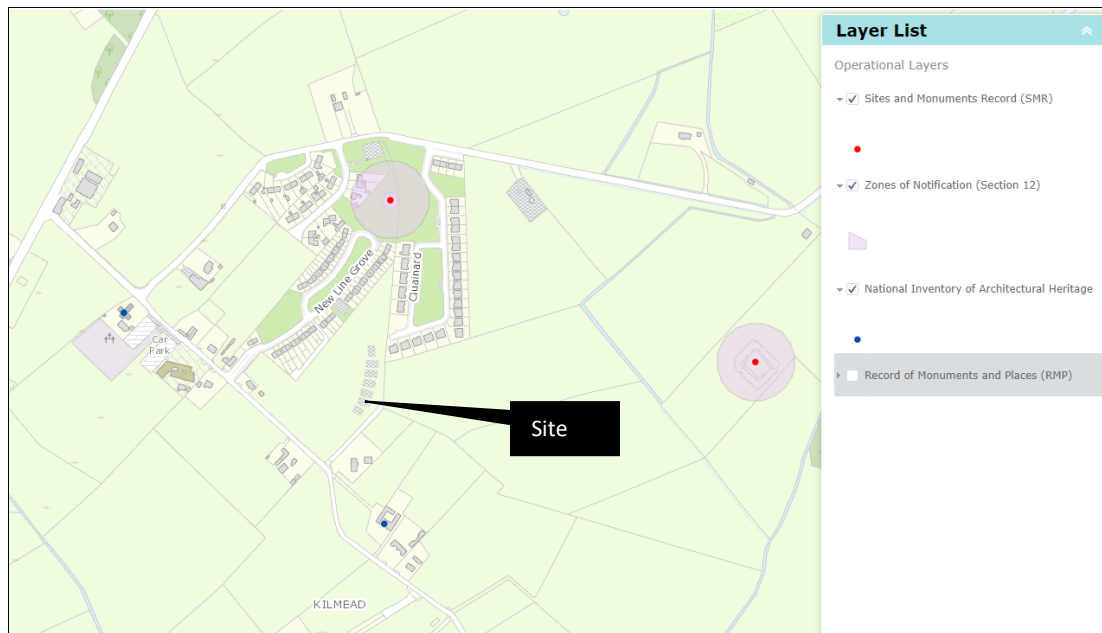 Layer List
Operational Layers
Sites and Monuments Record (SMR)
Zones of Notification (Section 12)
National Inventory of Architectural Heritage
Record of Monuments and Places (RMP)
New Line Grove
Cluainard
Car
Park
Site
KILMEAD